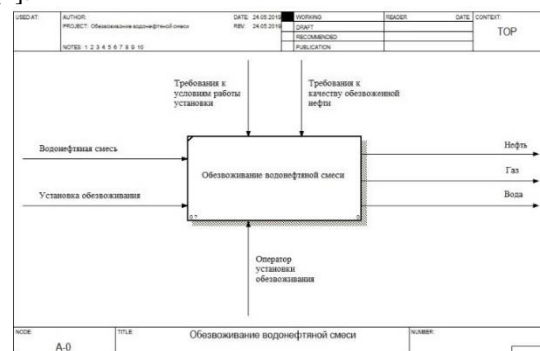 USED AT:
AUTHOR:
DATE: 24.05.2019
WORKING
READER
DATE
CONTEXT:
PROJECT: Обезвоживание водонефтяной смеси
REV: 24.05.2019
DRAFT
TOP
RECOMMENDED
NOTES: 1 2 3 4 5 6 7 8 9 10
PUBLICATION
Требования к
условиям работы
установки
Требования к
качеству обезвоженной
нефти
Водонефтяная смесь
Нефть
Обезвоживание водонефтяной смеси
Газ
Установка обезвоживания
Вода
Оператор
установки
обезвоживания
NODE:
TITLE:
Обезвоживание водонефтяной смеси
NUMBER:
A-0